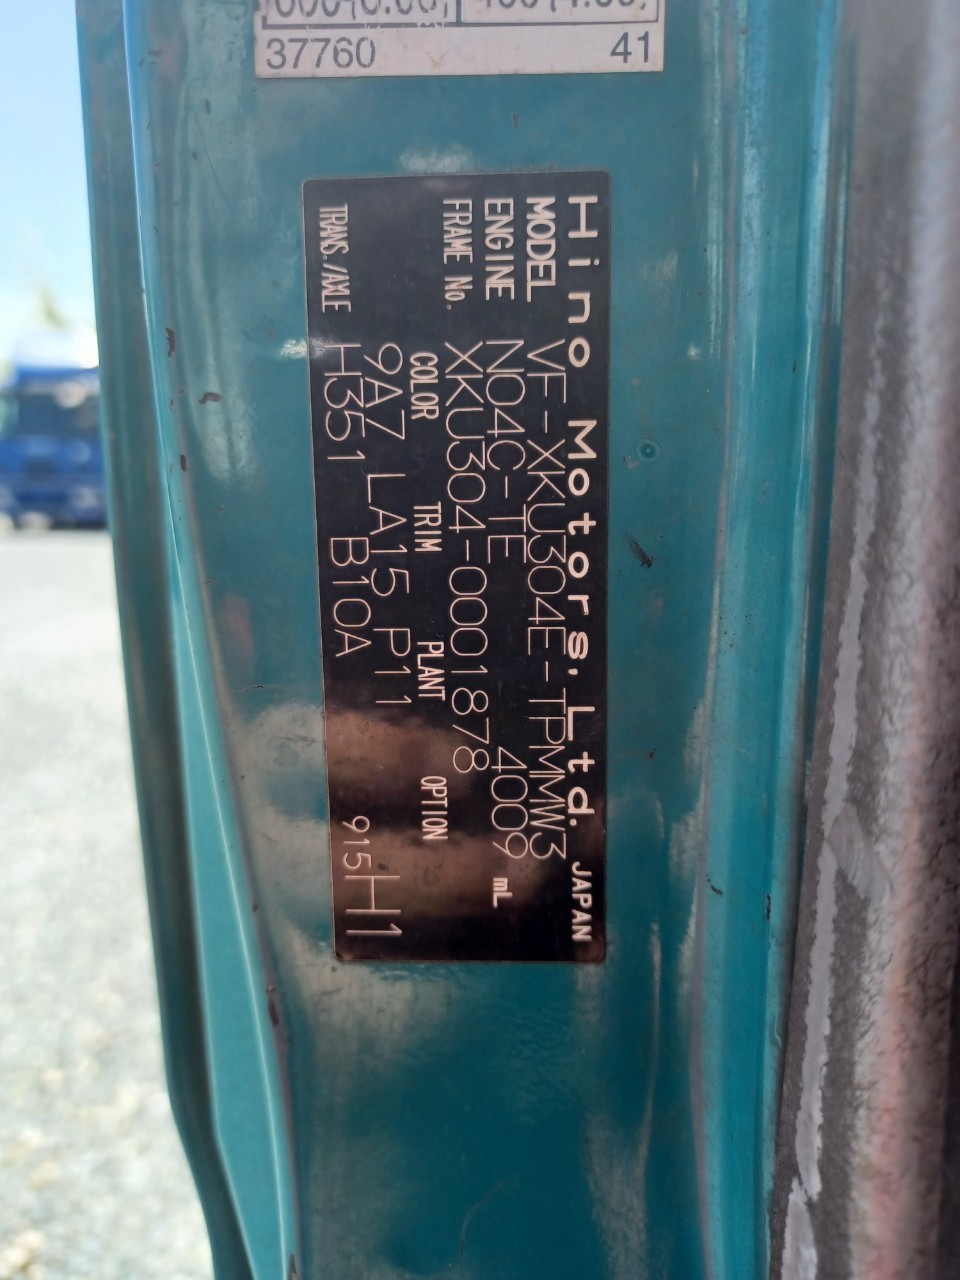 37760 41
Hino Motors, Ltd. JAPAN
MODEL VF-XKU304E-TPMMW3
ENGINE N04C-TE 4009 mL
FRAME No. XKU304-0001878
COLOR TRIM PLANT OPTION
9A7 LA15 P11
TRANS./AXLE H351 B10A 915H1